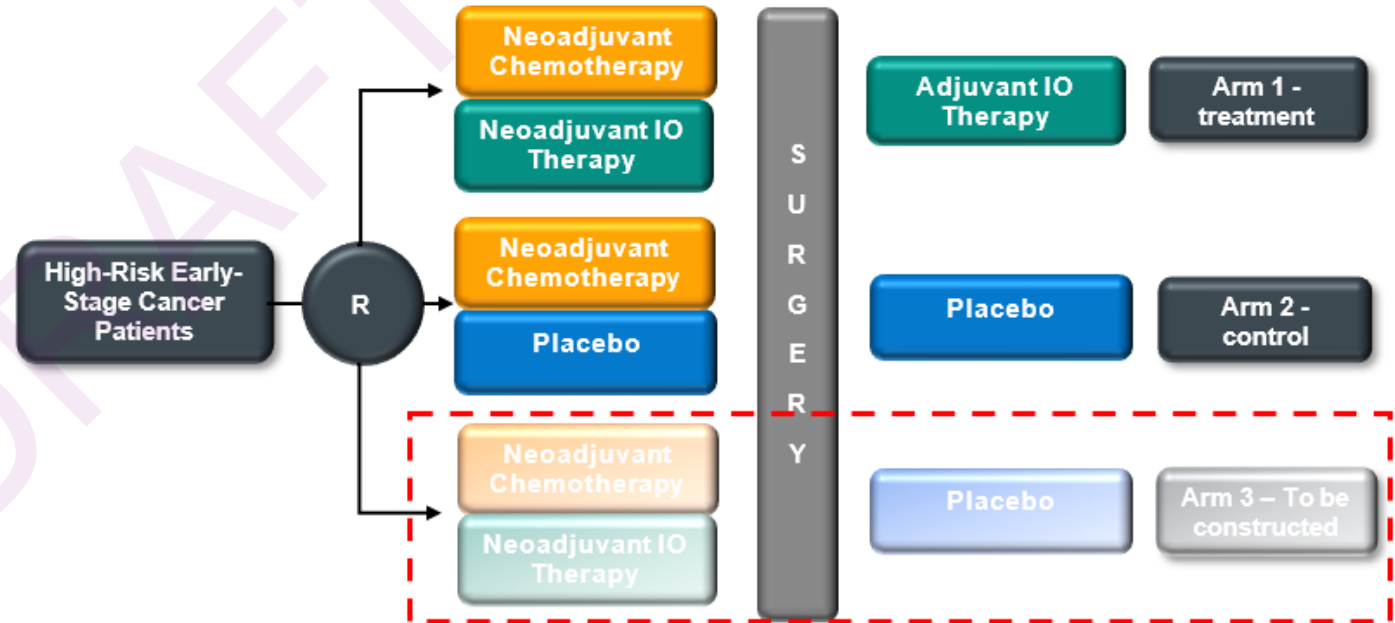 DRAFT
Neoadjuvant
Chemotherapy
Neoadjuvant IO
Therapy
Adjuvant IO
Therapy
Arm 1 -
treatment
High-Risk Early-
Stage Cancer
Patients
R
Neoadjuvant
Chemotherapy
Placebo
S
U
R
G
E
R
Y
Placebo
Arm 2 -
control
Neoadjuvant
Chemotherapy
Neoadjuvant IO
Therapy
Placebo
Arm 3 – To be
constructed